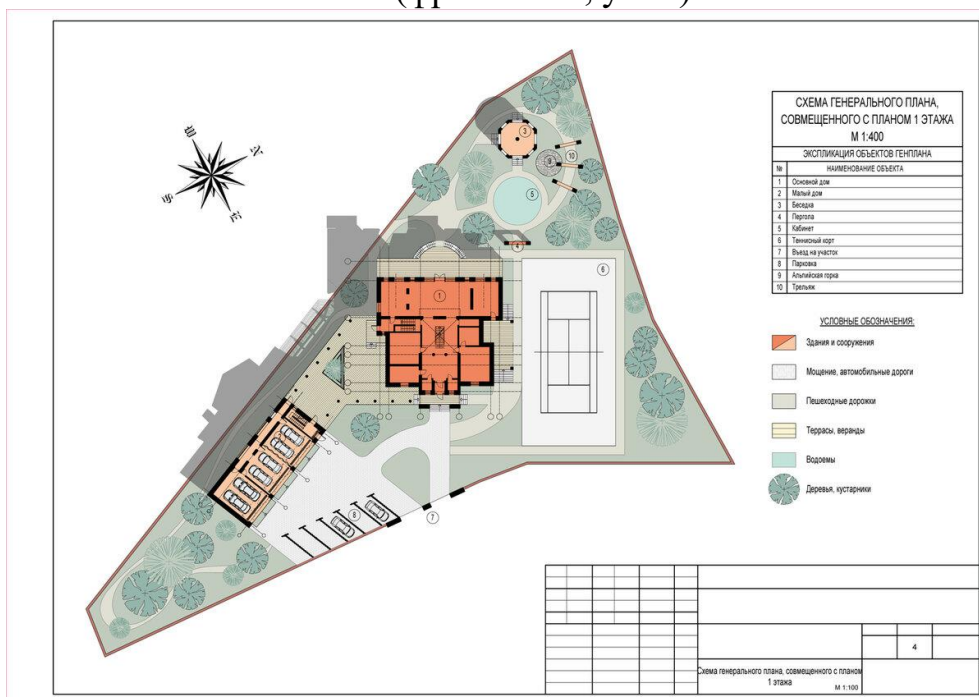 СХЕМА ГЕНЕРАЛЬНОГО ПЛАНА,
СОВМЕЩЕННОГО С ПЛАНОМ 1 ЭТАЖА
М 1:400
ЭКСПЛИКАЦИЯ ОБЪЕКТОВ ГЕНПЛАНА
№ НАИМЕНОВАНИЕ ОБЪЕКТА
1 Основной дом
2 Малый дом
3 Беседка
4 Пергола
5 Кабинет
6 Теннисный корт
7 Въезд на участок
8 Парковка
9 Альпийская горка
10 Трельяж
УСЛОВНЫЕ ОБОЗНАЧЕНИЯ:
Здания и сооружения
Мощение, автомобильные дороги
Пешеходные дорожки
Террасы, веранды
Водоемы
Деревья, кустарники
3
10
9
5
4
6
1
8
7
4
Схема генерального плана, совмещенного с планом
1 этажа
М 1:100